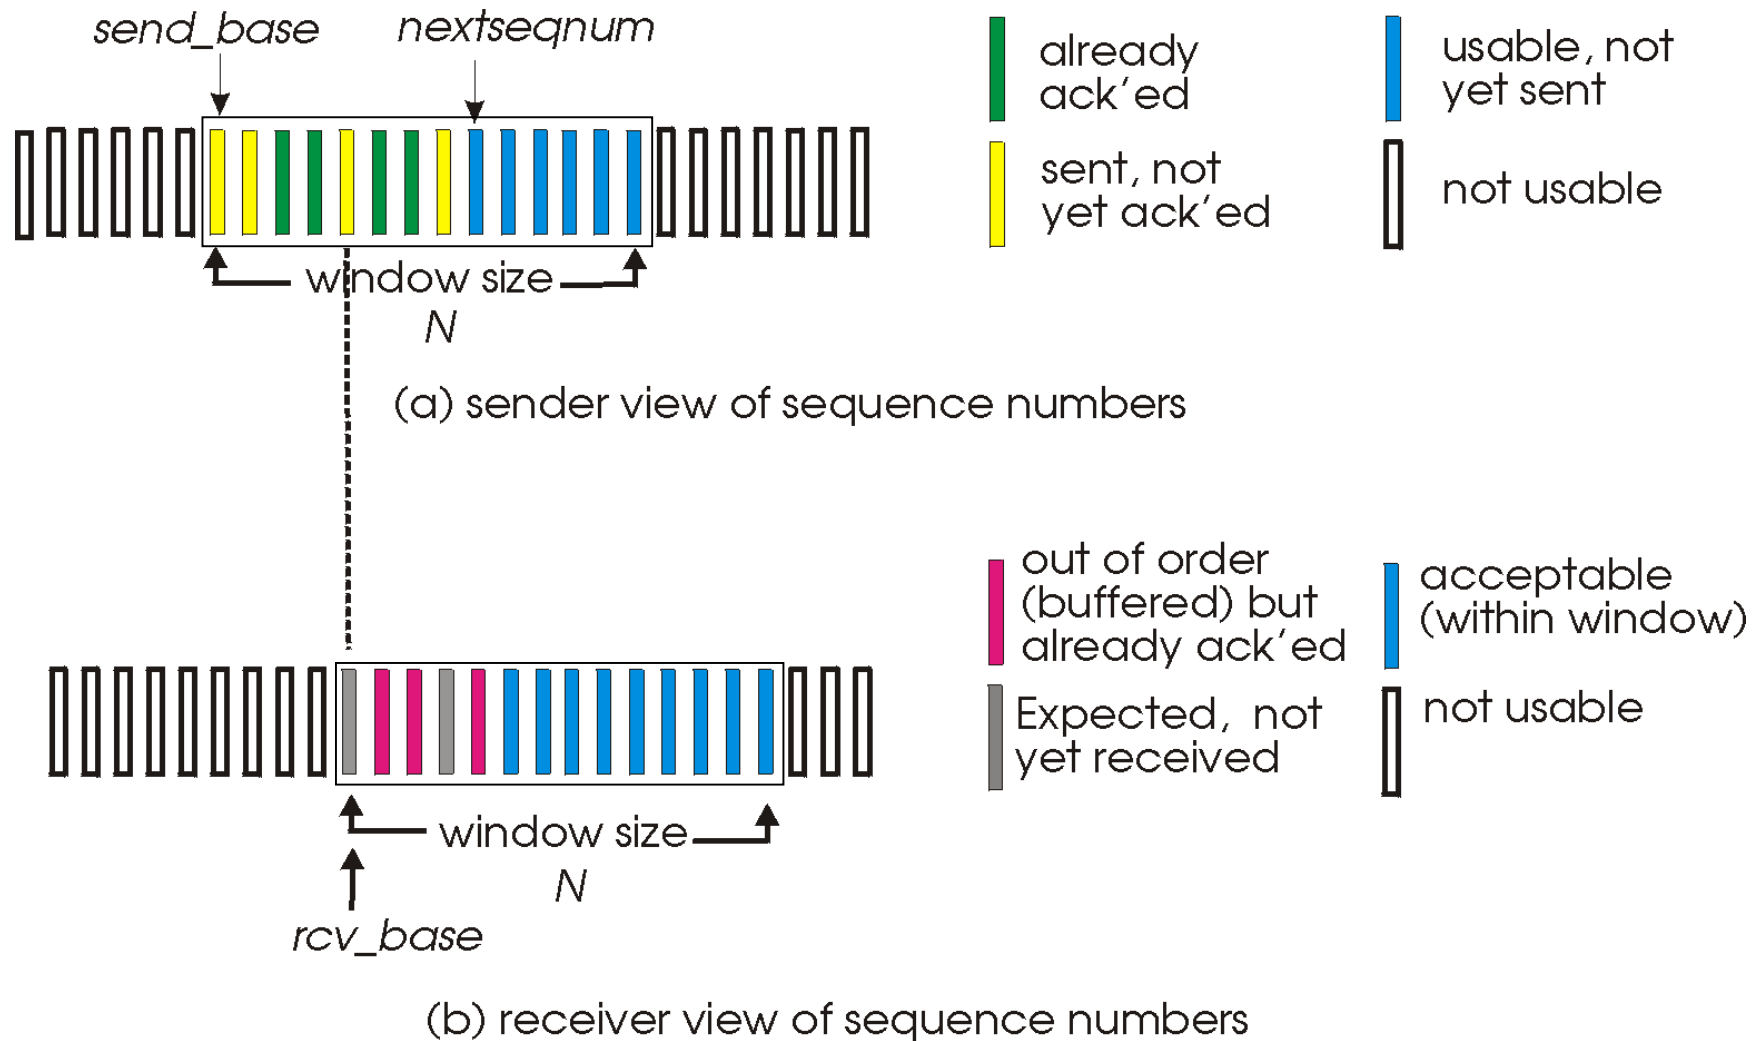 send_base
nextseqnum
already
ack'ed
usable, not
yet sent
sent, not
yet ack'ed
not usable
window size
N
(a) sender view of sequence numbers
out of order
(buffered) but
already ack'ed
acceptable
(within window)
Expected, not
yet received
not usable
window size
N
rcv_base
(b) receiver view of sequence numbers